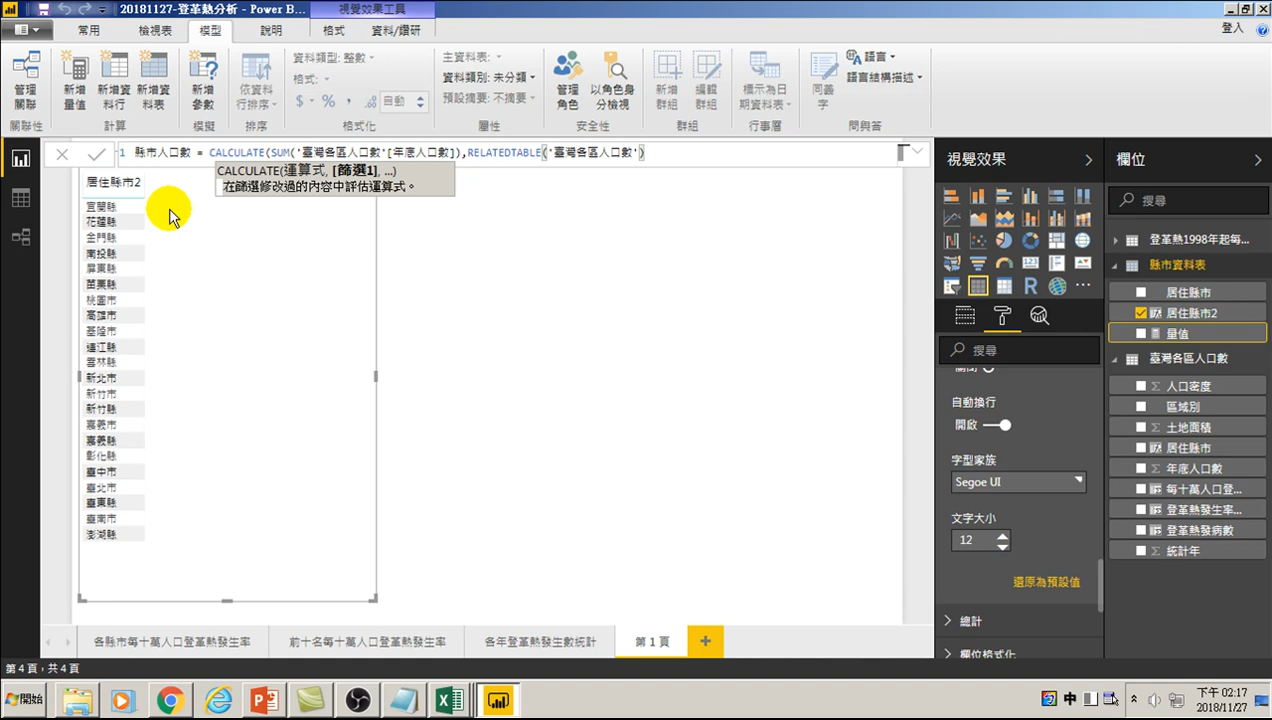 20181127-登革熱分析 - Power B...
視覺效果工具
常用
檢視表
模型
說明
格式
資料/鑽研
登入
管理
關聯
新增
量值
新增資
料行
新增資
料表
新增
參數
依資料
行排序
資料類型: 整數
格式:
$ % , 自動
主資料表:
資料類別: 未分類
預設摘要: 不摘要
管理
角色
以角色身
分檢視
新增
群組
編輯
群組
標示為日
期資料表
同義
字
語言
語言結構描述
關聯性
計算
模擬
排序
格式化
屬性
安全性
群組
行事曆
問與答
1 縣市人口數 = CALCULATE(SUM('臺灣各區人口數'[年底人口數]),RELATEDTABLE('臺灣各區人口數')
CALCULATE(運算式, [篩選1], ...)
在篩選修改過的內容中評估運算式。
居住縣市2
宜蘭縣
花蓮縣
金門縣
南投縣
屏東縣
苗栗縣
桃園市
高雄市
基隆市
連江縣
雲林縣
新北市
新竹市
新竹縣
嘉義市
嘉義縣
彰化縣
臺中市
臺北市
臺東縣
臺南市
澎湖縣
視覺效果
搜尋
自動換行
開啟
字型家族
Segoe UI
文字大小
12
還原為預設值
總計
欄位格式化
欄位
搜尋
登革熱1998年起每...
縣市資料表
居住縣市
居住縣市2
量值
臺灣各區人口數
人口密度
區域別
土地面積
居住縣市
年底人口數
每十萬人口登...
登革熱發生率...
登革熱發病數
統計年
各縣市每十萬人口登革熱發生率
前十名每十萬人口登革熱發生率
各年登革熱發生數統計
第 1 頁
第 4 頁，共 4 頁
開始
中
下午 02:17
2018/11/27